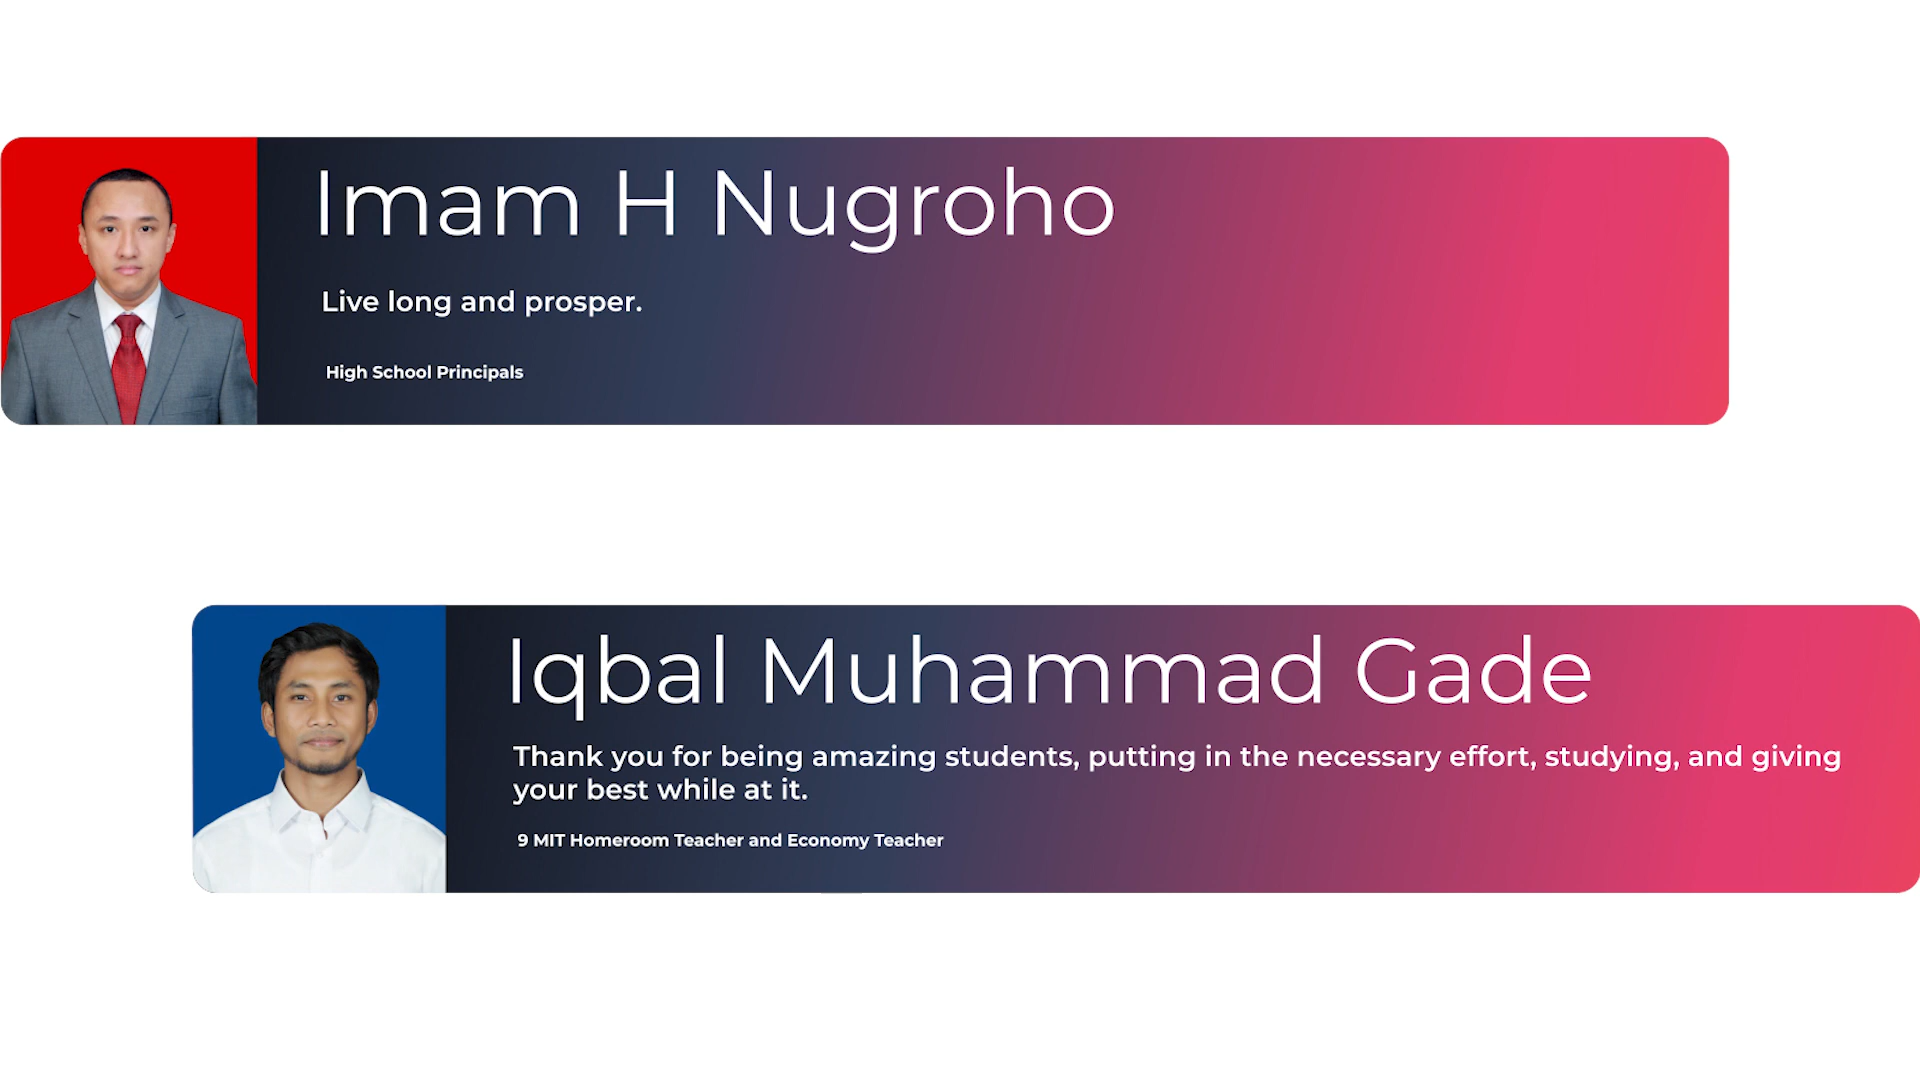 Imam H Nugroho
Live long and prosper.
High School Principals
Iqbal Muhammad Gade
Thank you for being amazing students, putting in the necessary effort, studying, and giving
your best while at it.
9 MIT Homeroom Teacher and Economy Teacher